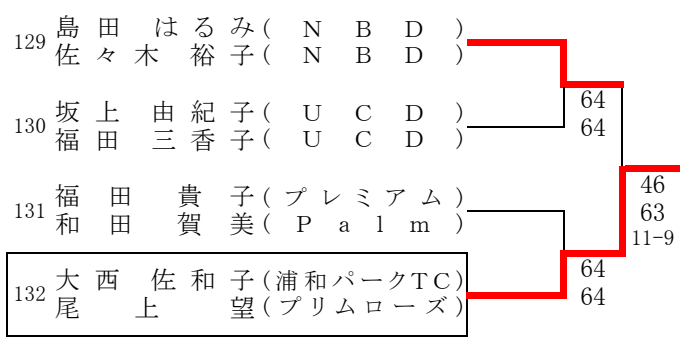 129 島田 はるみ(NBD)
佐々木 裕子(NBD)
64
64
130 坂上 由紀子(UCD)
福田 三香子(UCD)
46
63
11-9
131 福田 貴子(プレミアム)
和田 賀美(Palm)
64
64
132 大西 佐和子(浦和パークTC)
尾上 望(プリムローズ)